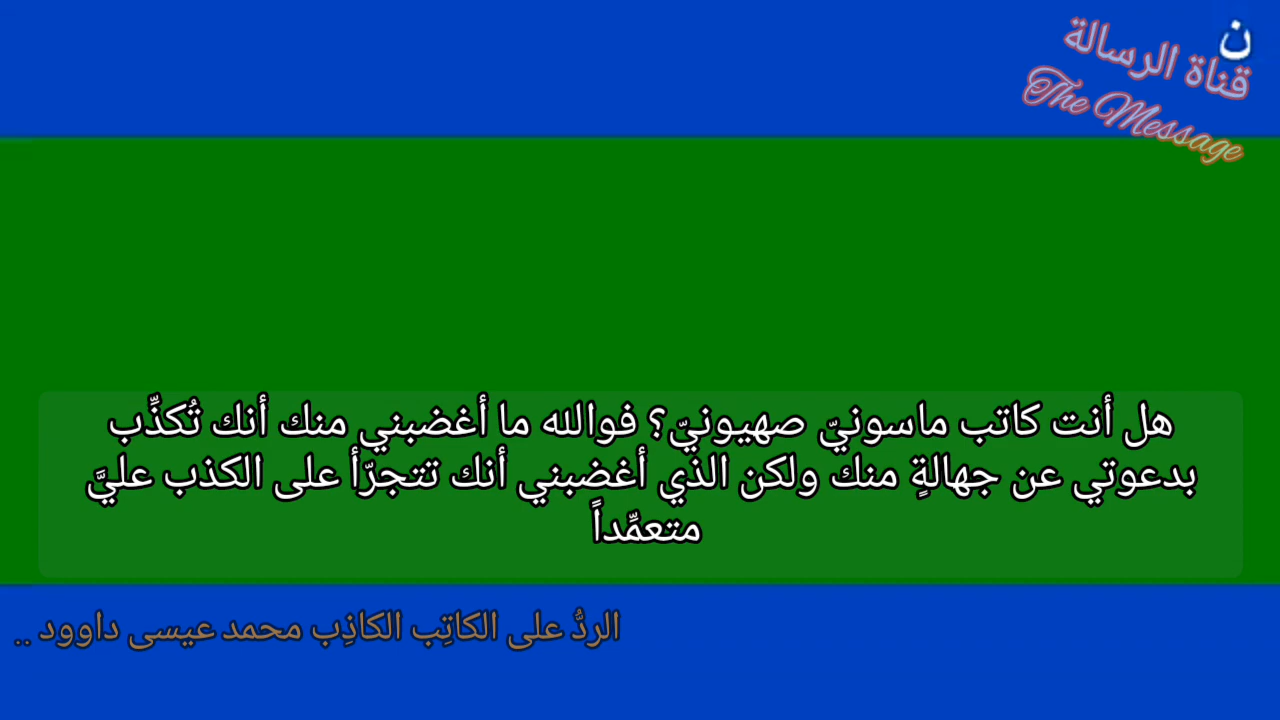 ن
قناة الرسالة
The Message
هل أنت كاتب ماسونيّ صهيونيّ؟ فوالله ما أغضبني منك أنك تُكذِّب
بدعوتي عن جهالةٍ منك ولكن الذي أغضبني أنك تتجرّأ على الكذب عليَّ
متعمِّداً
الردُّ على الكاتِب الكاذِب محمد عيسى داوود ..